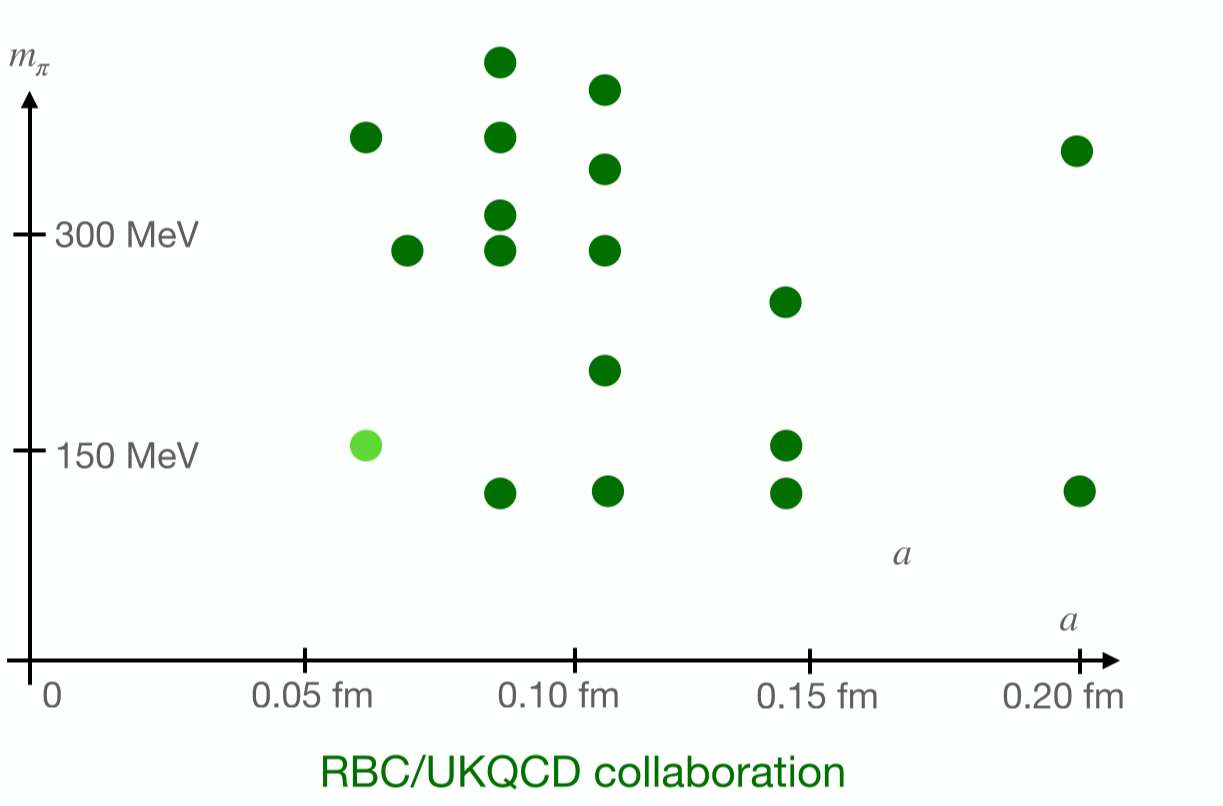 m_π
300 MeV
150 MeV
a
a
0
0.05 fm
0.10 fm
0.15 fm
0.20 fm
RBC/UKQCD collaboration